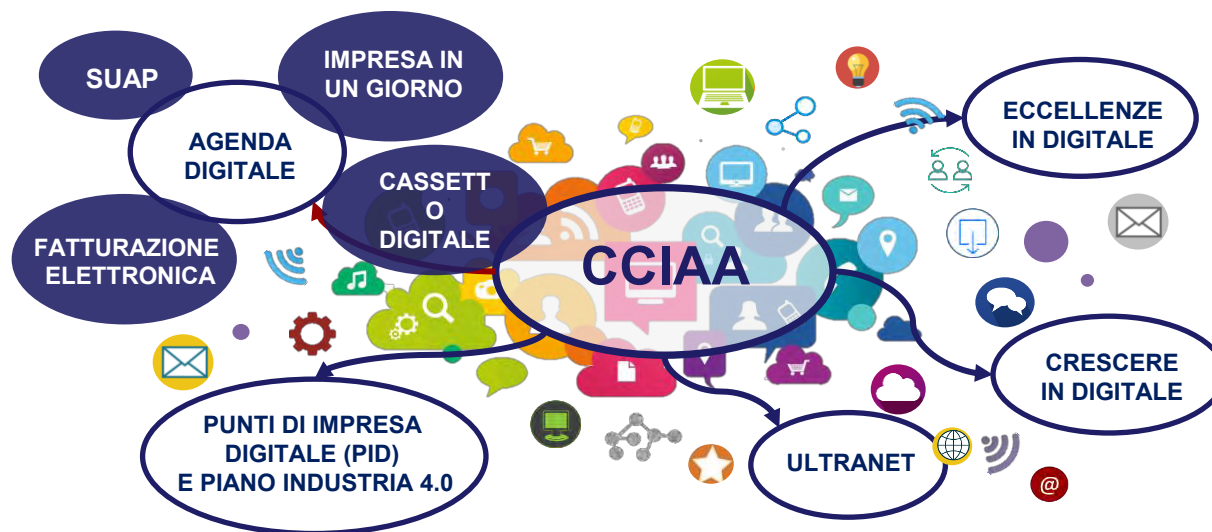 SUAP
IMPRESA IN
UN GIORNO
AGENDA
DIGITALE
CASSETT
O
DIGITALE
FATTURAZIONE
ELETTRONICA
CCIAA
ECCELLENZE
IN DIGITALE
CRESCERE
IN DIGITALE
PUNTI DI IMPRESA
DIGITALE (PID)
E PIANO INDUSTRIA 4.0
ULTRANET
@